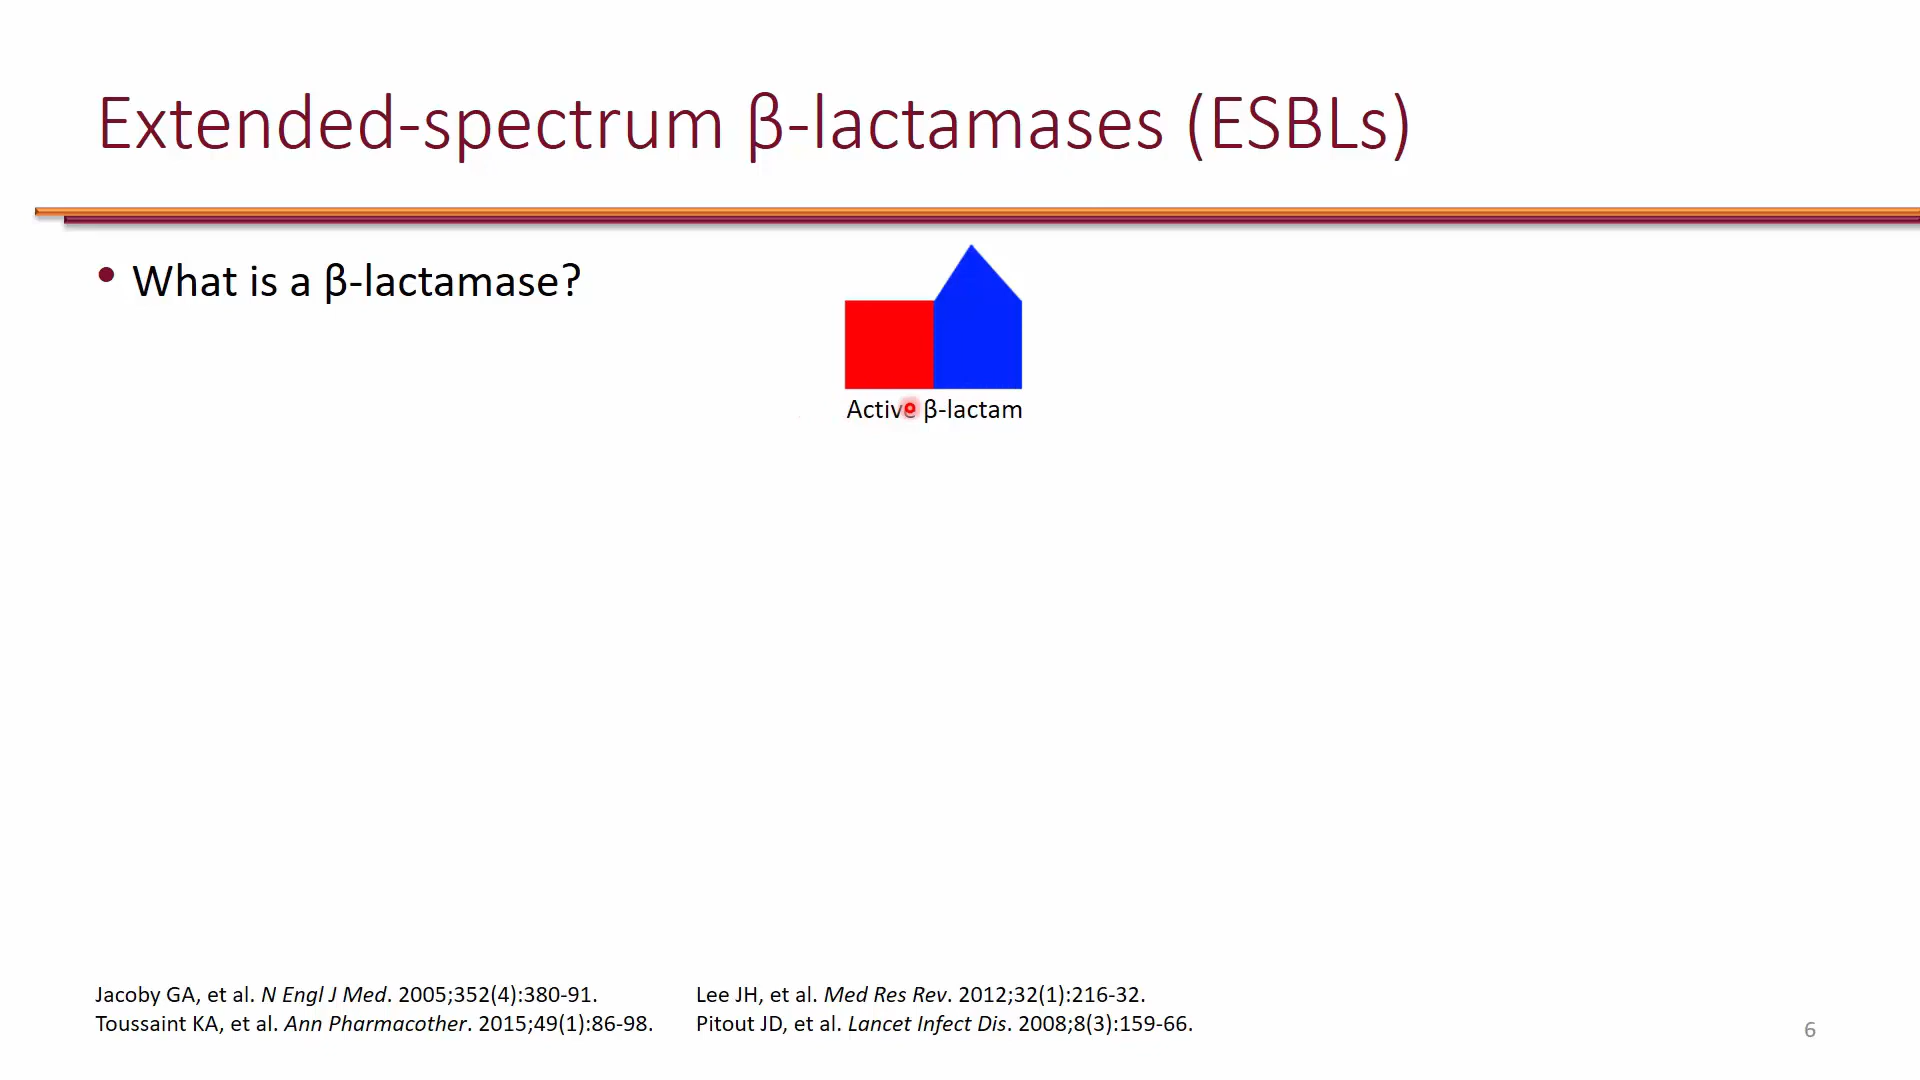 Extended-spectrum β-lactamases (ESBLs)
• What is a β-lactamase?
Active β-lactam
Jacoby GA, et al. N Engl J Med. 2005;352(4):380-91.
Toussaint KA, et al. Ann Pharmacother. 2015;49(1):86-98.
Lee JH, et al. Med Res Rev. 2012;32(1):216-32.
Pitout JD, et al. Lancet Infect Dis. 2008;8(3):159-66.
6